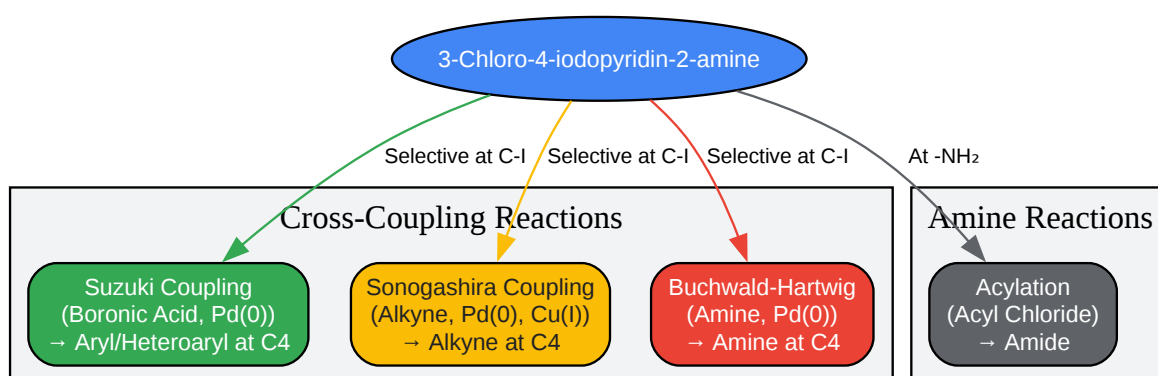 3-Chloro-4-iodopyridin-2-amine
Selective at C-I
Selective at C-I
Selective at C-I
At -NH₂
Cross-Coupling Reactions
Amine Reactions
Suzuki Coupling
(Boronic Acid, Pd(0))
→ Aryl/Heteroaryl at C4
Sonogashira Coupling
(Alkyne, Pd(0), Cu(I))
→ Alkyne at C4
Buchwald-Hartwig
(Amine, Pd(0))
→ Amine at C4
Acylation
(Acyl Chloride)
→ Amide